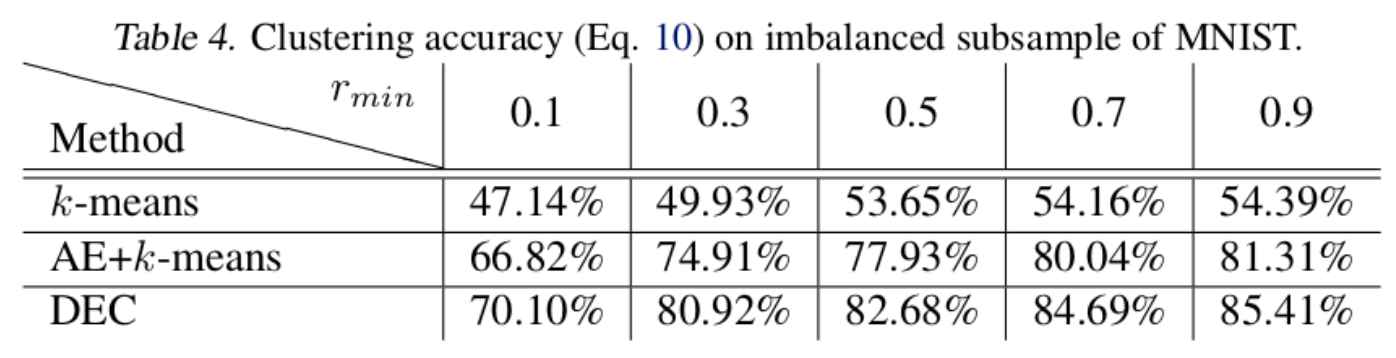 Table 4. Clustering accuracy (Eq. 10) on imbalanced subsample of MNIST.
Method r_min 0.1 0.3 0.5 0.7 0.9
k-means 47.14% 49.93% 53.65% 54.16% 54.39%
AE+k-means 66.82% 74.91% 77.93% 80.04% 81.31%
DEC 70.10% 80.92% 82.68% 84.69% 85.41%